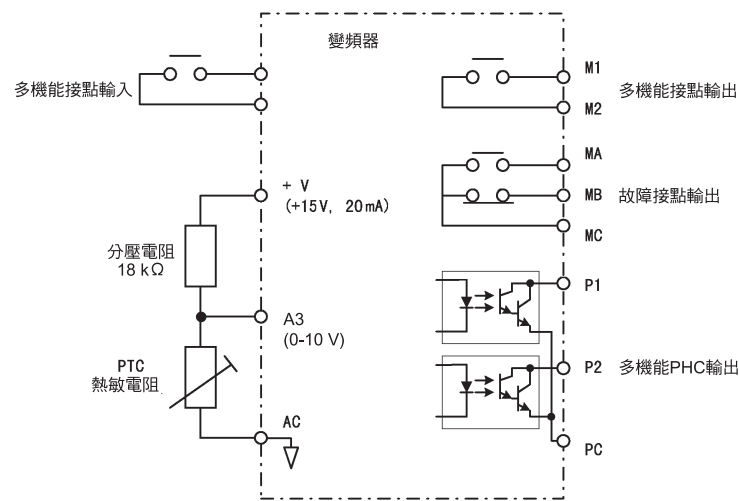 變頻器
多機能接點輸入
+ V
(+15V, 20mA)
分壓電阻
18 kΩ
A3
(0-10 V)
PTC
熱敏電阻
AC
M1
多機能接點輸出
M2
MA
MB
故障接點輸出
MC
P1
P2
多機能PHC輸出
PC